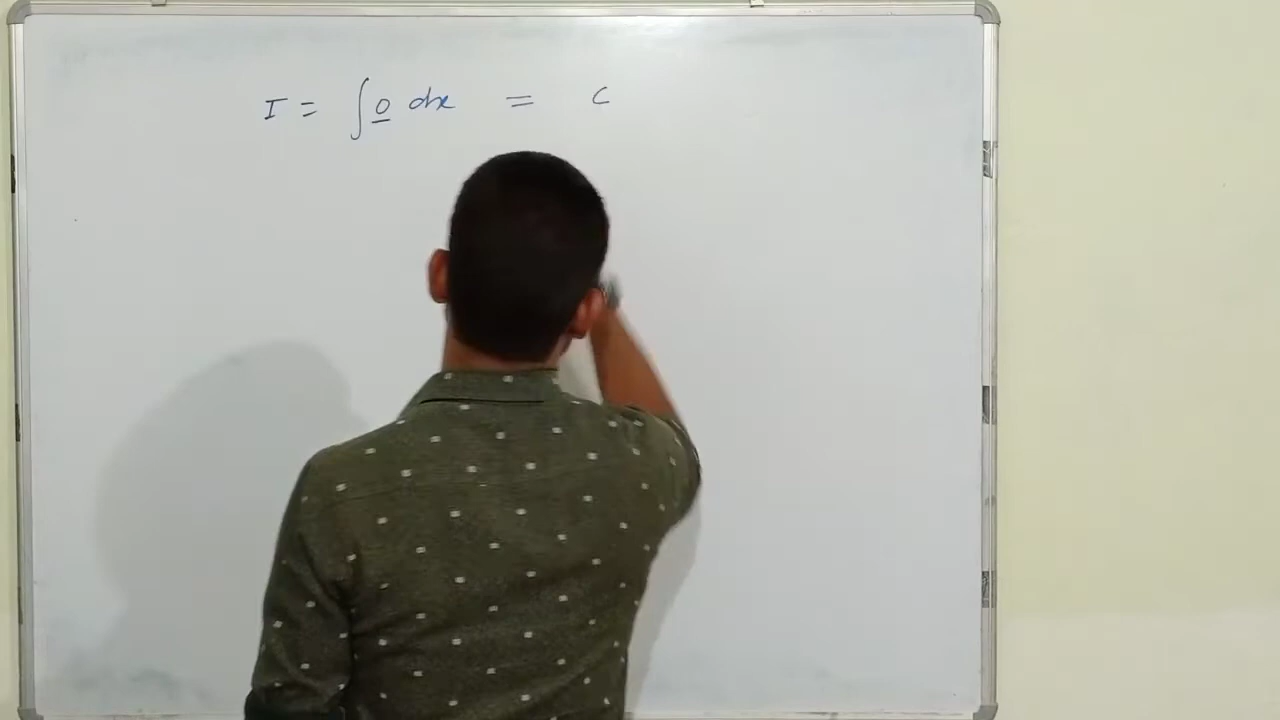 I = ∫ 0 dx = c